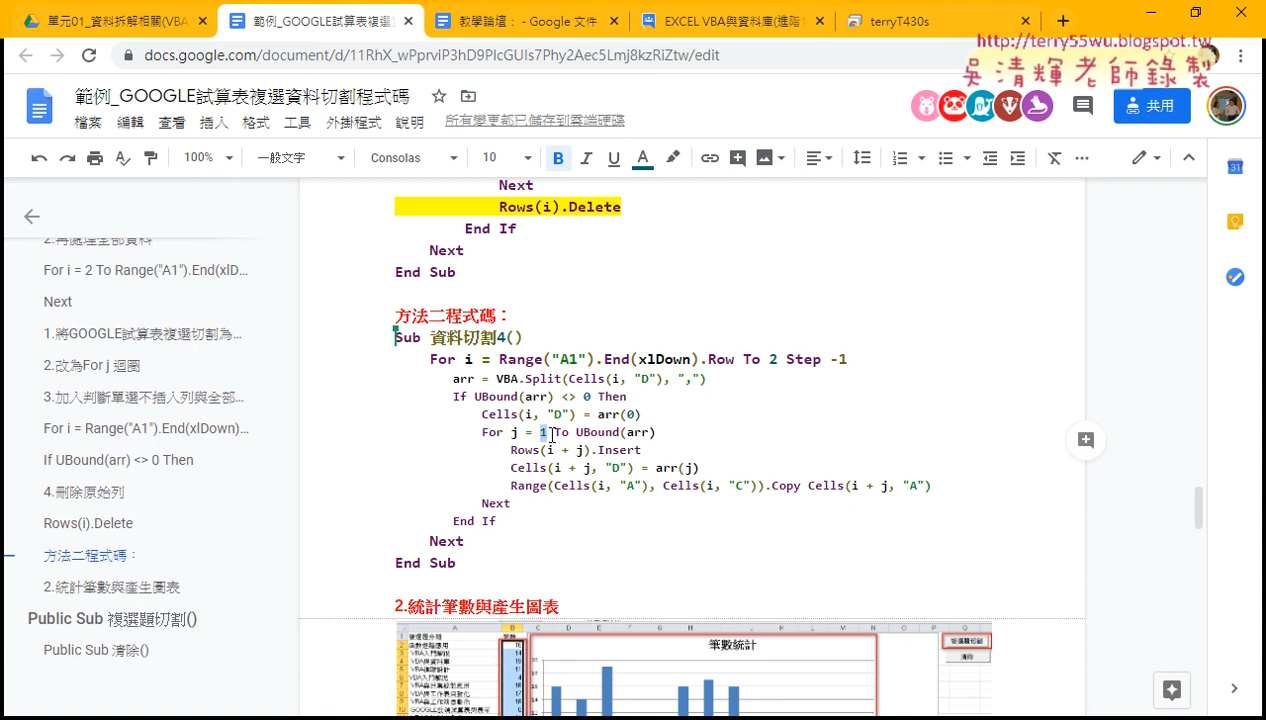 單元01_資料拆解相關(VBA
範例_GOOGLE試算表複選
教學論壇： - Google 文件
EXCEL VBA與資料庫(進階
terryT430s
docs.google.com/document/d/11RhX_wPprviP3hD9PlcGUIs7Phy2Aec5Lmj8kzRiZtw/edit
http://terry55wu.blogspot.tw
吳清輝老師錄製
範例_GOOGLE試算表複選資料切割程式碼
檔案 編輯 查看 插入 格式 工具 外掛程式 說明 所有變更都已儲存到雲端硬碟
共用
100% 一般文字 Consolas 10 B I U A
2.再處理全部資料
For i = 2 To Range("A1").End(xlD...
Next
1.將GOOGLE試算表複選切割為...
2.改為For j 迴圈
3.加入判斷單選不插入列與全部...
For i = Range("A1").End(xlDown)...
If UBound(arr) <> 0 Then
4.刪除原始列
Rows(i).Delete
方法二程式碼：
2.統計筆數與產生圖表
Public Sub 複選題切割()
Public Sub 清除()
Next
Rows(i).Delete
End If
Next
End Sub
方法二程式碼：
Sub 資料切割4()
For i = Range("A1").End(xlDown).Row To 2 Step -1
arr = VBA.Split(Cells(i, "D"), ",")
If UBound(arr) <> 0 Then
Cells(i, "D") = arr(0)
For j = 1 To UBound(arr)
Rows(i + j).Insert
Cells(i + j, "D") = arr(j)
Range(Cells(i, "A"), Cells(i, "C")).Copy Cells(i + j, "A")
Next
End If
Next
End Sub
2.統計筆數與產生圖表
筆數統計
複選題切割
清除